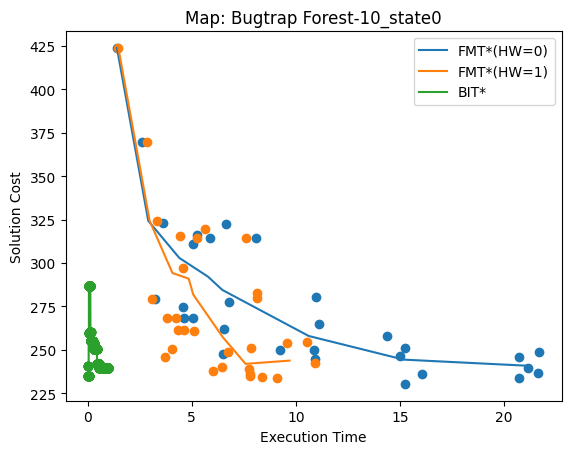 Map: Bugtrap Forest-10_state0
FMT*(HW=0)
FMT*(HW=1)
BIT*
425
400
375
350
325
300
275
250
225
Solution Cost
0
5
10
15
20
Execution Time